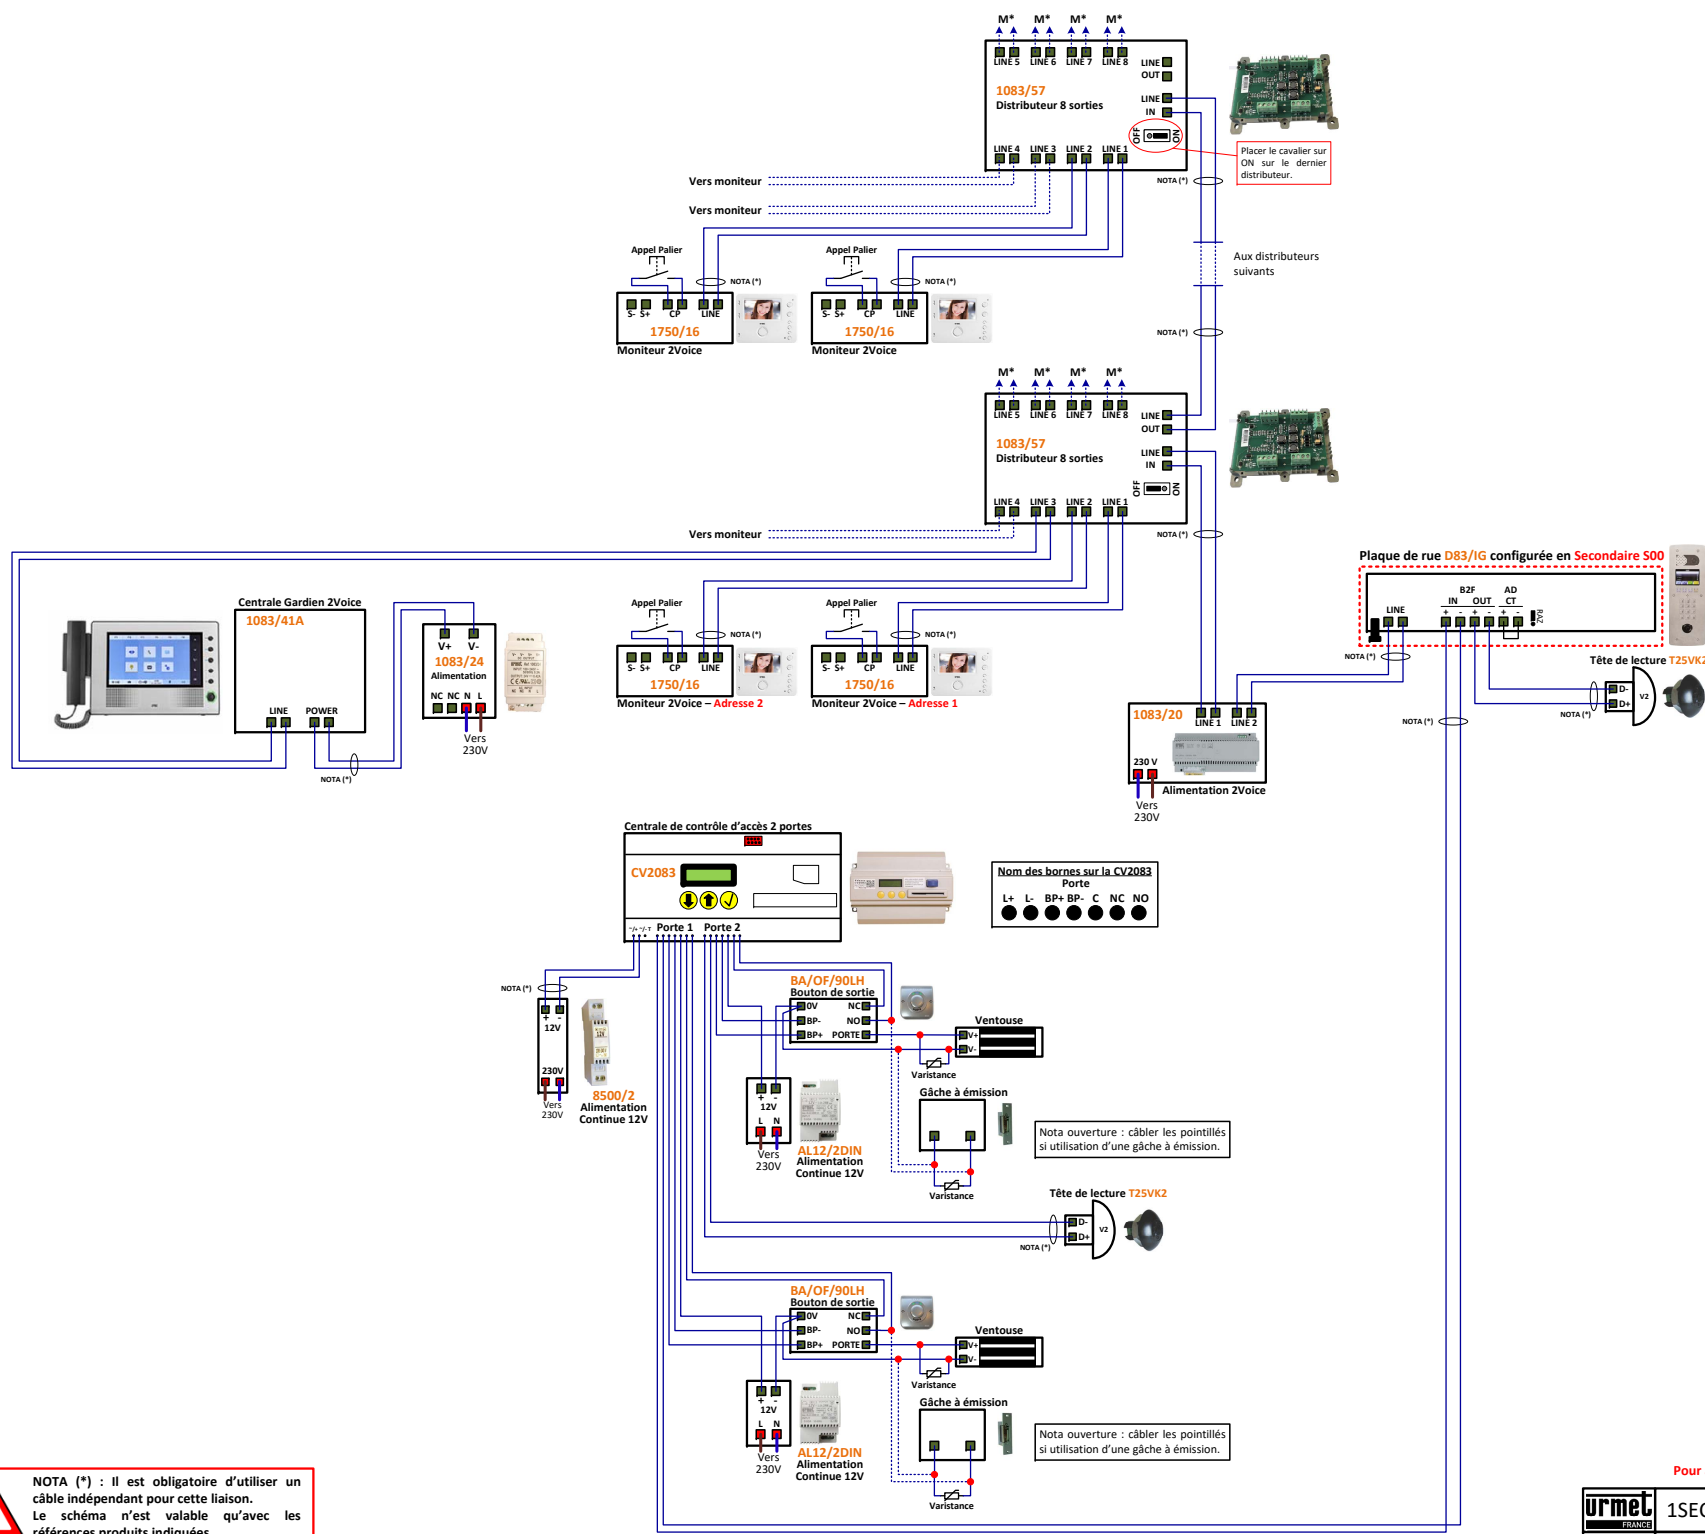 M* M* M* M*
LINE 5 LINE 6 LINE 7 LINE 8
LINE
OUT
1083/57
Distributeur 8 sorties
LINE
IN
OFF NO
LINE 4 LINE 3 LINE 2 LINE 1
Placer le cavalier sur
ON sur le dernier
distributeur.
Vers moniteur
NOTA (*)
Vers moniteur
Appel Palier
Appel Palier
Aux distributeurs
suivants
NOTA (*)
NOTA (*)
S- S+ CP LINE
1750/16
Moniteur 2Voice
S- S+ CP LINE
1750/16
Moniteur 2Voice
NOTA (*)
M* M* M* M*
LINE 5 LINE 6 LINE 7 LINE 8
LINE
OUT
1083/57
Distributeur 8 sorties
LINE
IN
OFF NO
LINE 4 LINE 3 LINE 2 LINE 1
Vers moniteur
NOTA (*)
Plaque de rue D83/IG configurée en Secondaire S00
B2F AD
LINE IN OUT CT
+ - + - + -
RAZ
NOTA (*)
Tête de lecture T25VK2
D-
D+
V2
NOTA (*)
NOTA (*)
Centrale Gardien 2Voice
1083/41A
LINE POWER
NOTA (*)
V+ V-
1083/24
Alimentation
NC NC N L
Vers
230V
Appel Palier
Appel Palier
NOTA (*)
NOTA (*)
S- S+ CP LINE
1750/16
Moniteur 2Voice – Adresse 2
S- S+ CP LINE
1750/16
Moniteur 2Voice – Adresse 1
1083/20
LINE 1 LINE 2
230 V
Alimentation 2Voice
Vers
230V
Centrale de contrôle d'accès 2 portes
CV2083
~/+ ~/- T Porte 1 Porte 2
Nom des bornes sur la CV2083
Porte
L+ L- BP+ BP- C NC NO
NOTA (*)
+ -
12V
230V
Vers
230V
8500/2
Alimentation
Continue 12V
BA/OF/90LH
Bouton de sortie
0V NC
BP- NO
BP+ PORTE
Ventouse
V+
V-
Varistance
+ -
12V
L N
Vers
230V
AL12/2DIN
Alimentation
Continue 12V
Gâche à émission
Varistance
Nota ouverture : câbler les pointillés
si utilisation d'une gâche à émission.
Tête de lecture T25VK2
D-
D+
V2
NOTA (*)
BA/OF/90LH
Bouton de sortie
0V NC
BP- NO
BP+ PORTE
Ventouse
V+
V-
Varistance
+ -
12V
L N
Vers
230V
AL12/2DIN
Alimentation
Continue 12V
Gâche à émission
Varistance
Nota ouverture : câbler les pointillés
si utilisation d'une gâche à émission.
NOTA (*) : Il est obligatoire d'utiliser un
câble indépendant pour cette liaison.
Le schéma n'est valable qu'avec les
références produits indiquées
Pour
urmet
FRANCE